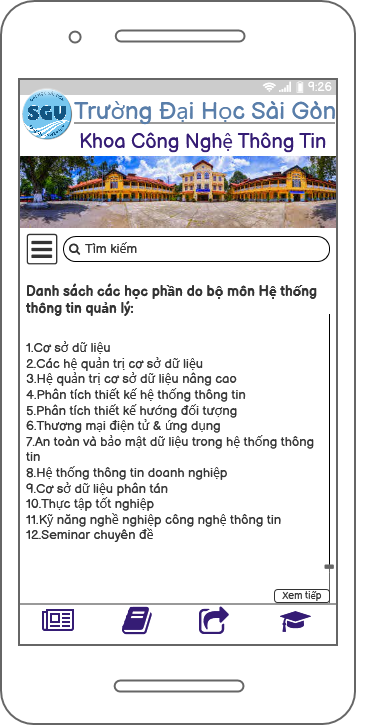 9:26
SGU
Trường Đại Học Sài Gòn
Khoa Công Nghệ Thông Tin
Tìm kiếm
Danh sách các học phần do bộ môn Hệ thống
thông tin quản lý:
1.Cơ sở dữ liệu
2.Các hệ quản trị cơ sở dữ liệu
3.Hệ quản trị cơ sở dữ liệu nâng cao
4.Phân tích thiết kế hệ thống thông tin
5.Phân tích thiết kế hướng đối tượng
6.Thương mại điện tử & ứng dụng
7.An toàn và bảo mật dữ liệu trong hệ thống thông
tin
8.Hệ thống thông tin doanh nghiệp
9.Cơ sở dữ liệu phân tán
10.Thực tập tốt nghiệp
11.Kỹ năng nghề nghiệp công nghệ thông tin
12.Seminar chuyên đề
Xem tiếp